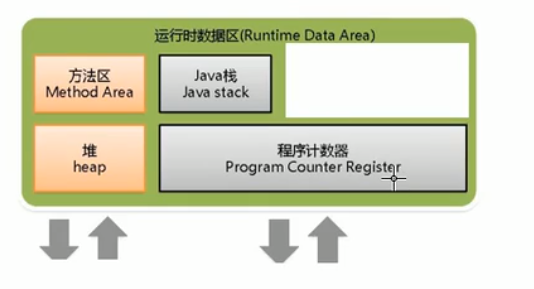 运行时数据区(Runtime Data Area)
方法区
Method Area
Java栈
Java stack
堆
heap
程序计数器
Program Counter Register